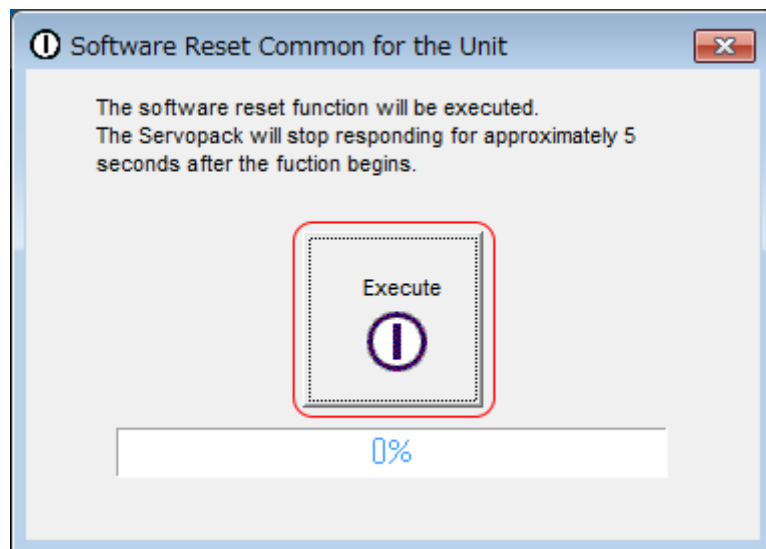 Software Reset Common for the Unit
The software reset function will be executed.
The Servopack will stop responding for approximately 5
seconds after the fuction begins.
Execute
0%